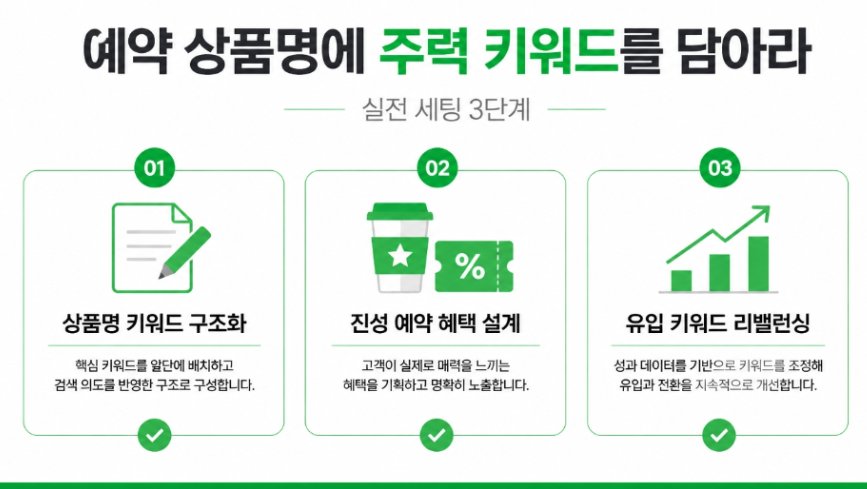 예약 상품명에 주력 키워드를 담아라
실전 세팅 3단계
01
상품명 키워드 구조화
핵심 키워드를 앞단에 배치하고
검색 의도를 반영한 구조로 구성합니다.
02
%
진성 예약 혜택 설계
고객이 실제로 매력을 느끼는
혜택을 기획하고 명확히 노출합니다.
03
유입 키워드 리밸런싱
성과 데이터를 기반으로 키워드를 조정해
유입과 전환을 지속적으로 개선합니다.